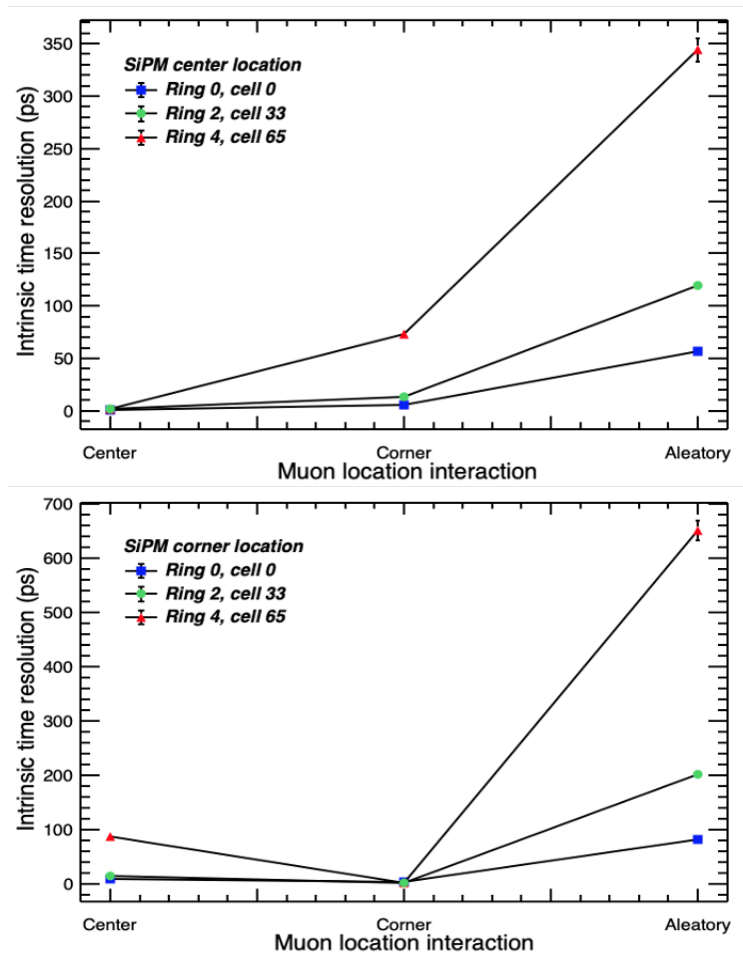 SiPM center location
Ring 0, cell 0
Ring 2, cell 33
Ring 4, cell 65
Intrinsic time resolution (ps)
350
300
250
200
150
100
50
0
Center
Corner
Aleatory
Muon location interaction
SiPM corner location
Ring 0, cell 0
Ring 2, cell 33
Ring 4, cell 65
Intrinsic time resolution (ps)
700
600
500
400
300
200
100
0
Center
Corner
Aleatory
Muon location interaction